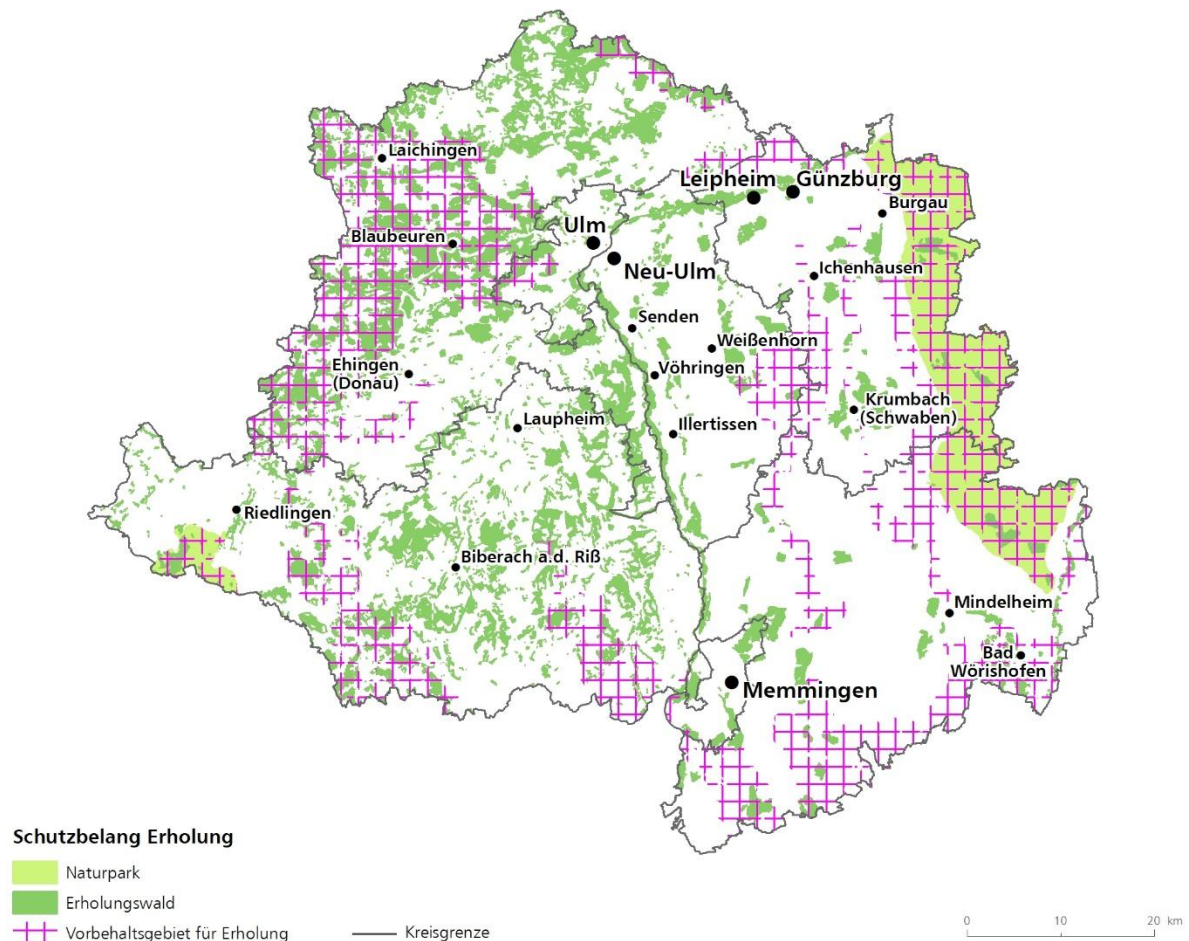 Laichingen
Leipheim
Günzburg
Burgau
Blaubeuren
Ulm
Neu-Ulm
Ichenhausen
Senden
Weißenhorn
Ehingen
(Donau)
Vöhringen
Krumbach
(Schwaben)
Laupheim
Illertissen
Riedlingen
Biberach a.d. Riß
Mindelheim
Bad
Wörishofen
Memmingen
Schutzbelang Erholung
Naturpark
Erholungswald
Vorbehaltsgebiet für Erholung
Kreisgrenze
0 10 20 km